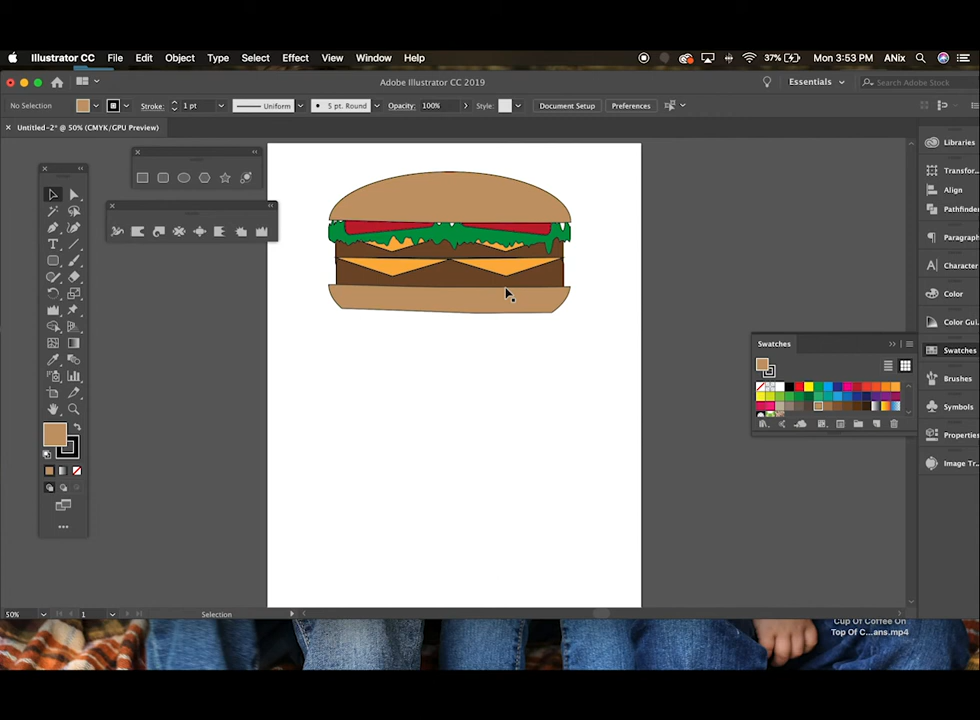 Illustrator CC File Edit Object Type Select Effect View Window Help 37% Mon 3:53 PM ANix
Adobe Illustrator CC 2019 Essentials Search Adobe Stock
No Selection Stroke: 1 pt Uniform 5 pt. Round Opacity: 100% Style: Document Setup Preferences
Untitled-2* @ 50% (CMYK/GPU Preview)
Libraries
Transfor...
Align
Pathfinder
Paragraph
Character
Color
Color Gui...
Swatches
Swatches
Brushes
Symbols
Properties
Image Tr...
50% 1 Selection
Cup Of Coffee On
Top Of C...ans.mp4